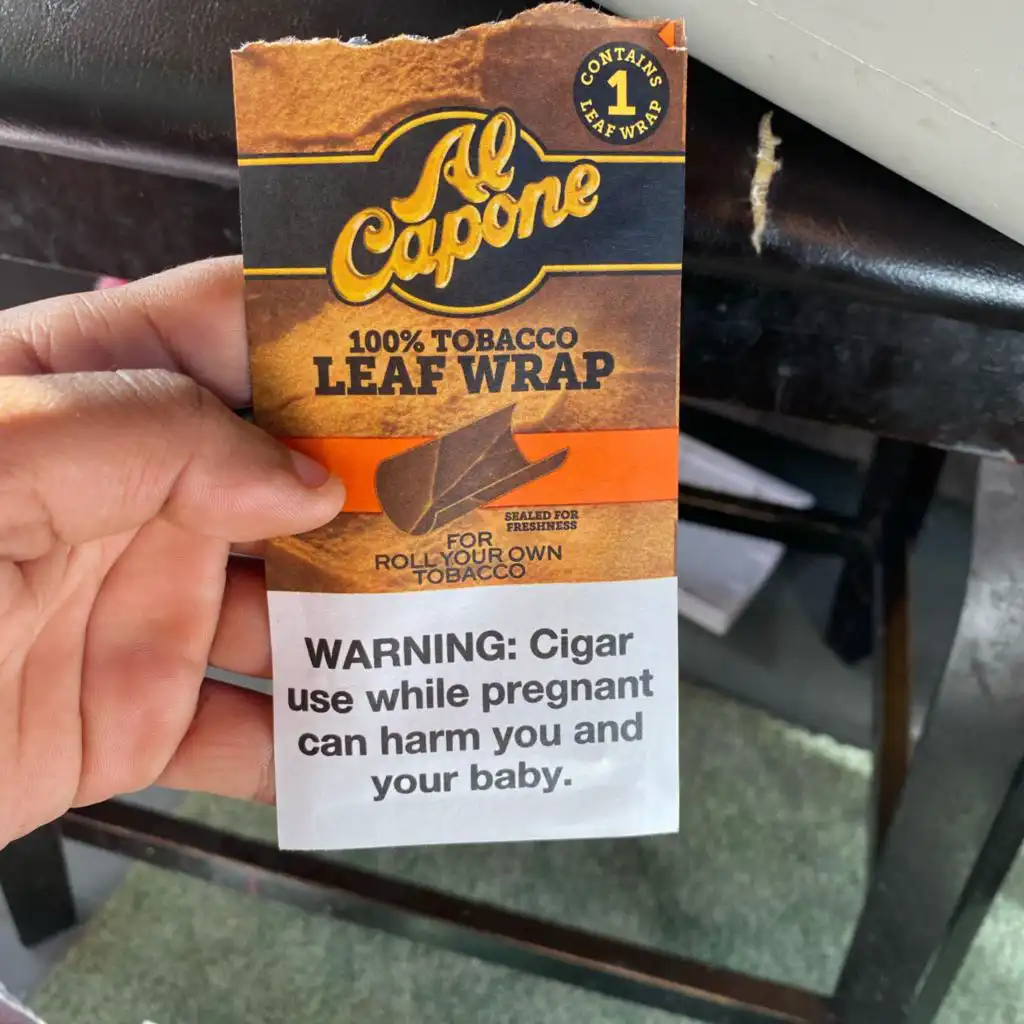 CONTAINS
1
LEAF WRAP
Al
Capone
100% TOBACCO
LEAF WRAP
SEALED FOR
FRESHNESS
FOR
ROLL YOUR OWN
TOBACCO
WARNING: Cigar
use while pregnant
can harm you and
your baby.